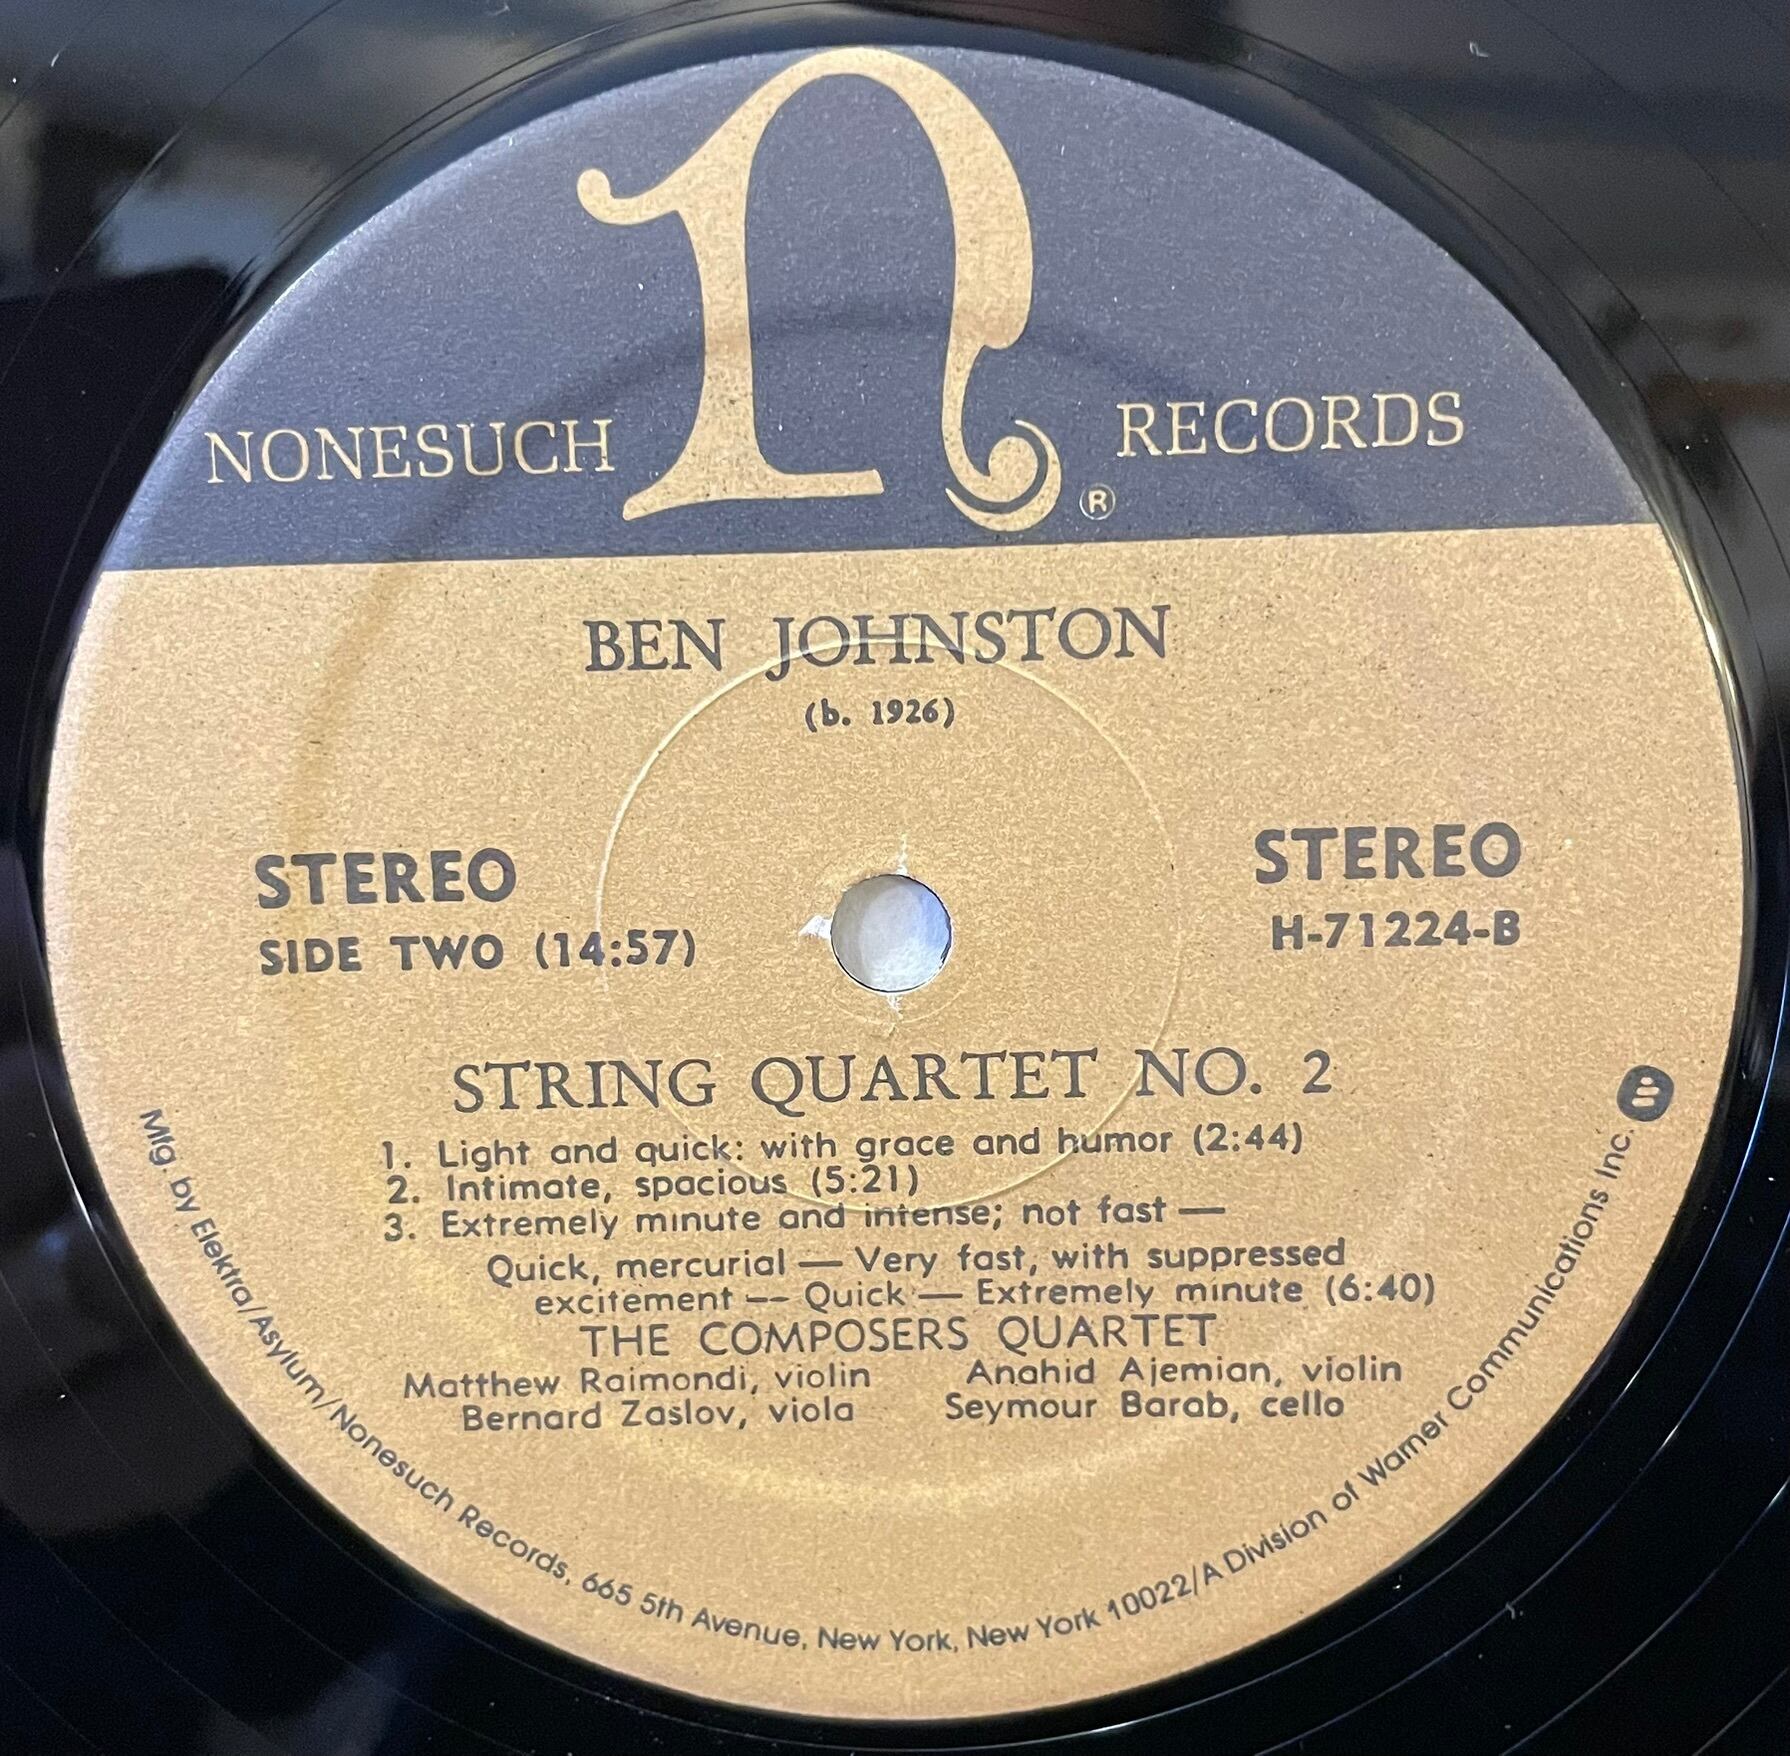 n
NONESUCH RECORDS ®
BEN JOHNSTON
(b. 1926)
STEREO
SIDE TWO (14:57)
STEREO
H-71224-B
STRING QUARTET NO. 2
1. Light and quick: with grace and humor (2:44)
2. Intimate, spacious (5:21)
3. Extremely minute and intense; not fast —
Quick, mercurial — Very fast, with suppressed
excitement -- Quick — Extremely minute (6:40)
THE COMPOSERS QUARTET
Matthew Raimondi, violin Anahid Ajemian, violin
Bernard Zaslov, viola Seymour Barab, cello
Mfg. by Elektra/Asylum/Nonesuch Records, 665 5th Avenue, New York, New York 10022/A Division of Warner Communications Inc.